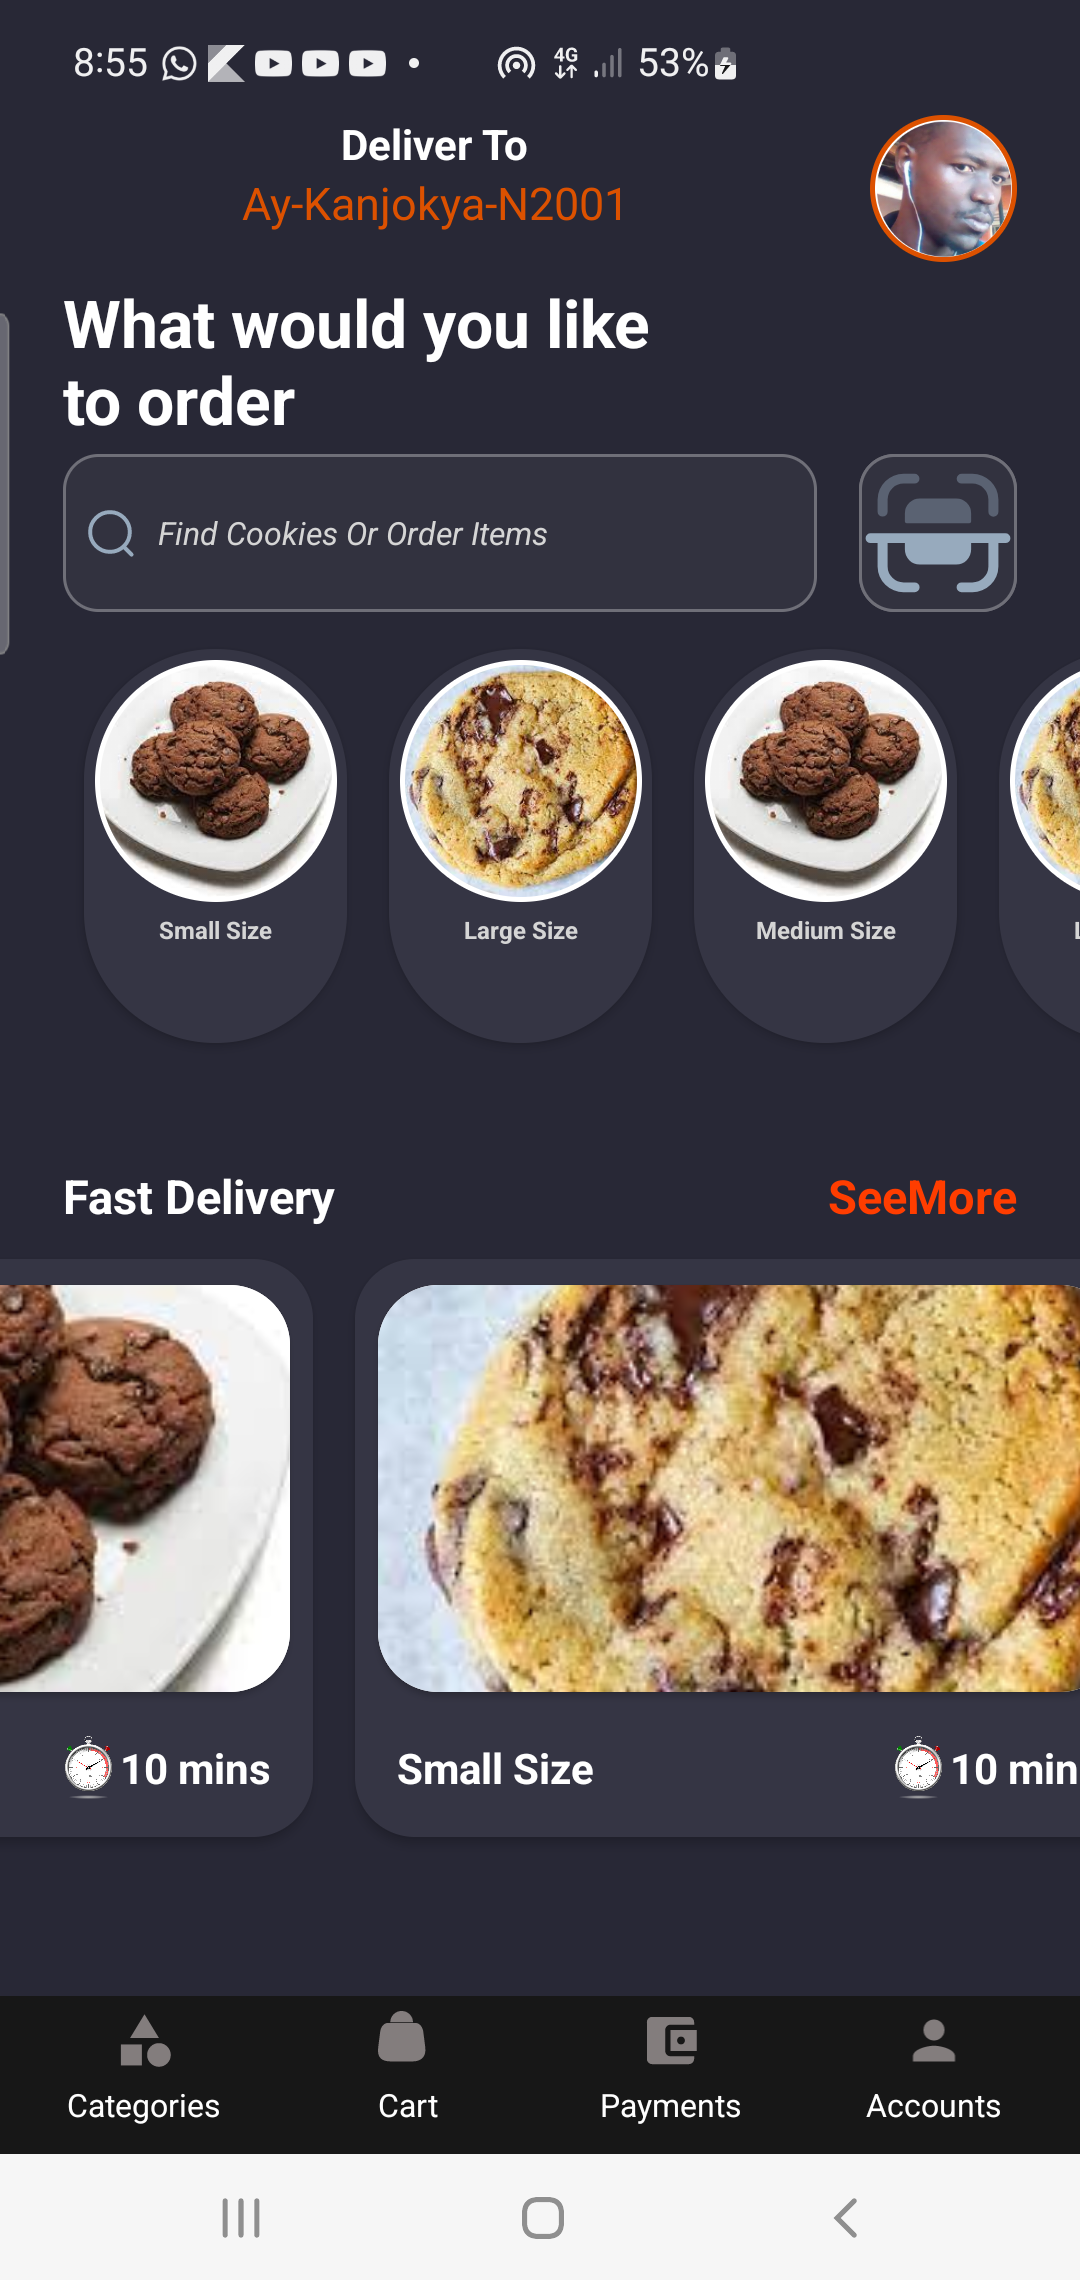 8:55 4G 53%
Deliver To
Ay-Kanjokya-N2001
What would you like
to order
Find Cookies Or Order Items
Small Size Large Size Medium Size L
Fast Delivery SeeMore
10 mins Small Size 10 min
Categories Cart Payments Accounts